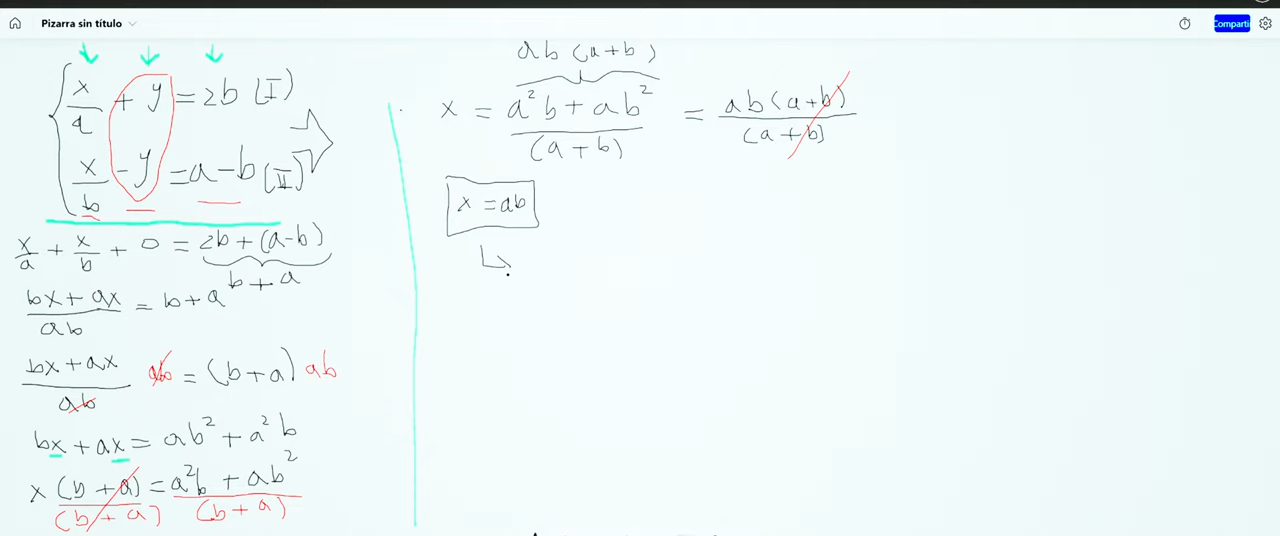 Pizarra sin título
Comparti
x/a + y = 2b (I)
x/b - y = a - b (II)
x/a + x/b + 0 = 2b + (a-b)
b + a
bx + ax / ab = b + a
bx + ax / ab ab = (b + a) ab
bx + ax = ab² + a²b
x (b + a) / (b + a) = a²b + ab² / (b + a)
ab (a+b)
x = a²b + ab² / (a + b) = ab (a+b) / (a+b)
x = ab